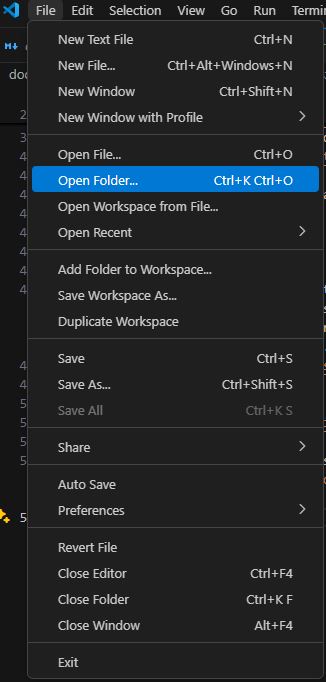 File Edit Selection View Go Run
New Text File Ctrl+N
New File... Ctrl+Alt+Windows+N
New Window Ctrl+Shift+N
New Window with Profile
Open File... Ctrl+O
Open Folder... Ctrl+K Ctrl+O
Open Workspace from File...
Open Recent
Add Folder to Workspace...
Save Workspace As...
Duplicate Workspace
Save Ctrl+S
Save As... Ctrl+Shift+S
Save All Ctrl+K S
Share
Auto Save
Preferences
Revert File
Close Editor Ctrl+F4
Close Folder Ctrl+K F
Close Window Alt+F4
Exit